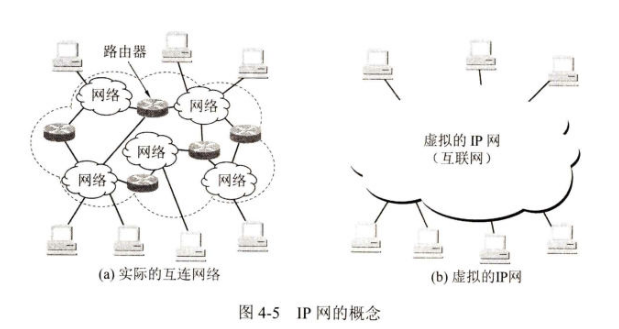 路由器
网络
网络
网络
网络
网络
(a) 实际的互连网络
虚拟的 IP 网
（互联网）
(b) 虚拟的IP网
图 4-5 IP 网的概念